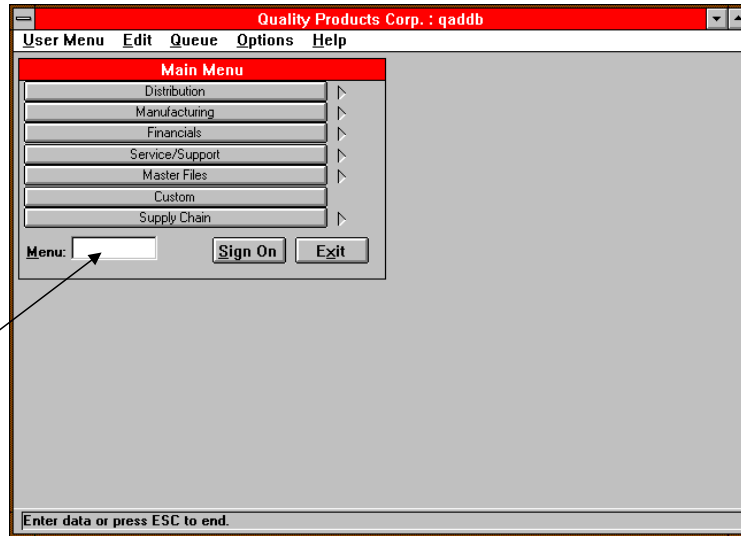 Quality Products Corp. : qaddb
User Menu Edit Queue Options Help
Main Menu
Distribution
Manufacturing
Financials
Service/Support
Master Files
Custom
Supply Chain
Menu: Sign On Exit
Enter data or press ESC to end.